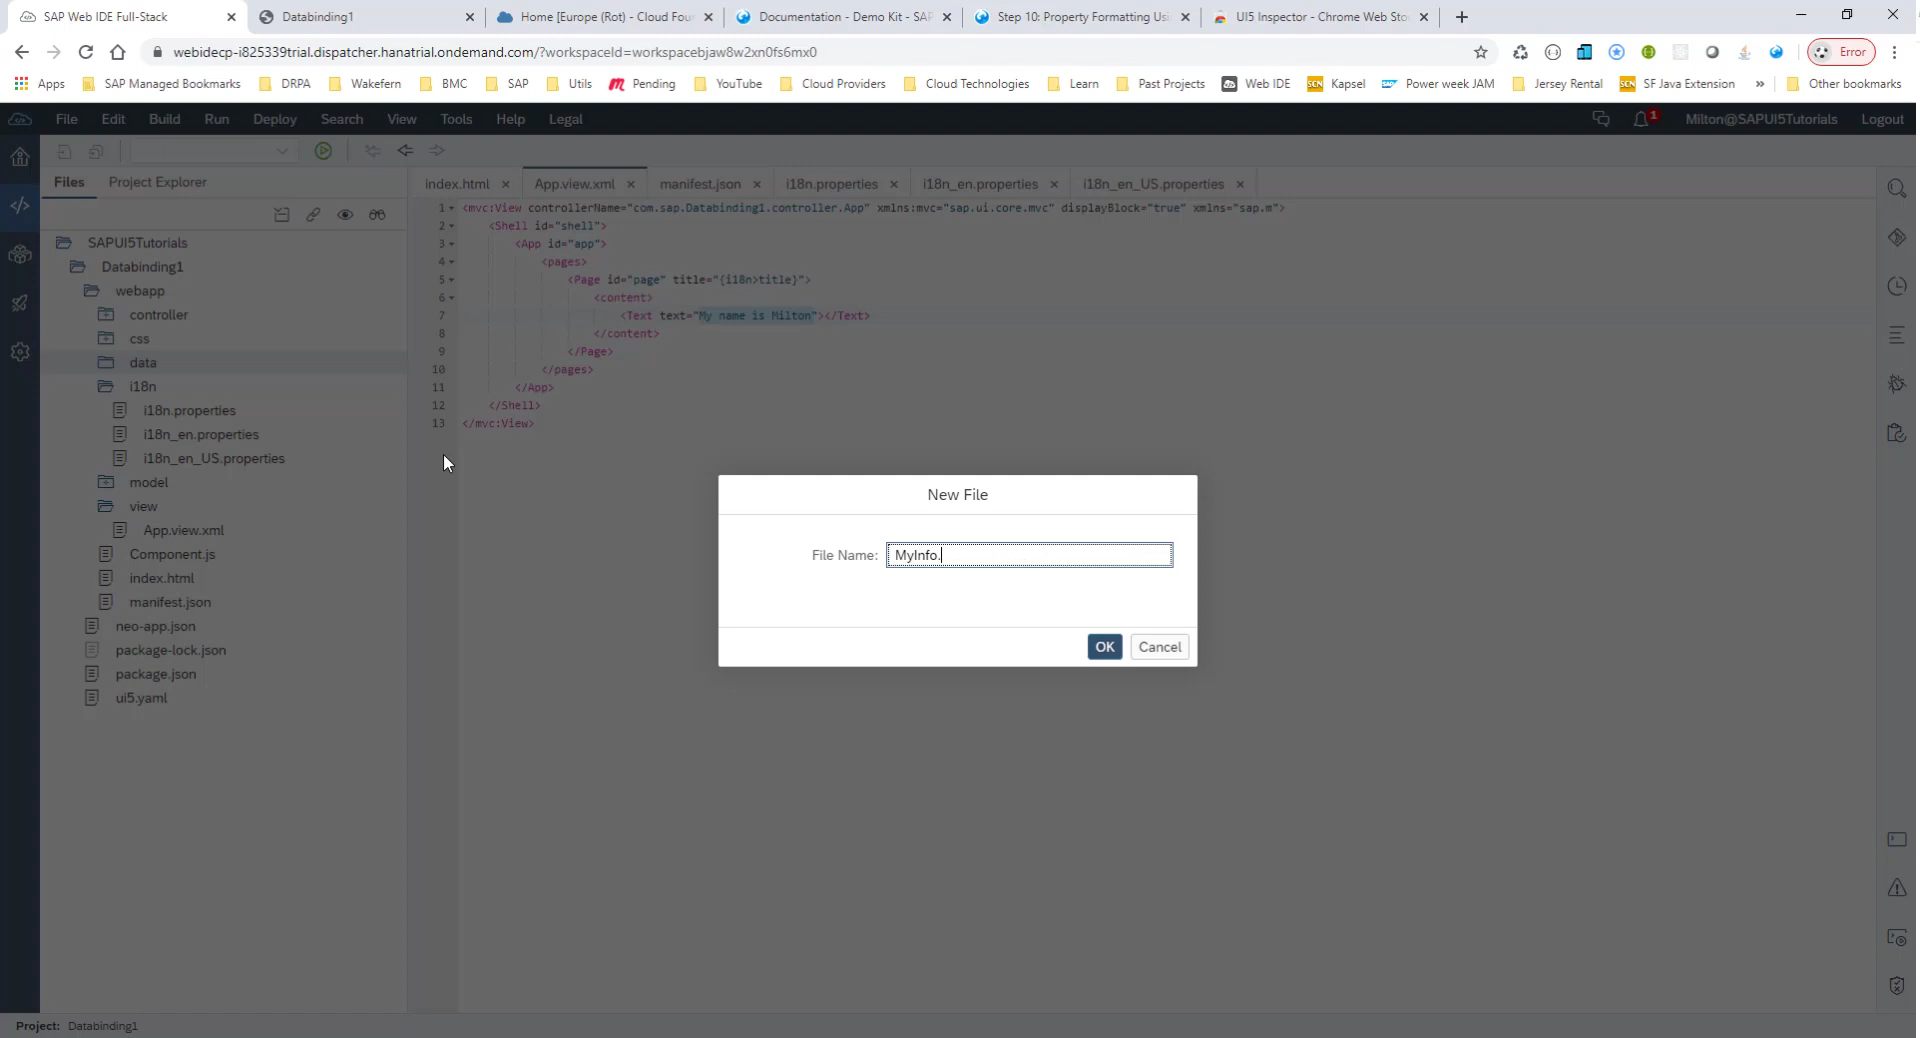 SAP Web IDE Full-Stack
Databinding1
Home [Europe (Rot) - Cloud Four
Documentation - Demo Kit - SAP
Step 10: Property Formatting Usi
UI5 Inspector - Chrome Web Sto
webidecp-i825339trial.dispatcher.hanatrial.ondemand.com/?workspaceId=workspacebjaw8w2xn0fs6mx0
Error
Apps
SAP Managed Bookmarks
DRPA
Wakefern
BMC
SAP
Utils
Pending
YouTube
Cloud Providers
Cloud Technologies
Learn
Past Projects
Web IDE
SCN
Kapsel
SAP
Power week JAM
Jersey Rental
SCN
SF Java Extension
»
Other bookmarks
File Edit Build Run Deploy Search View Tools Help Legal
1
Milton@SAPUI5Tutorials
Logout
Files
Project Explorer
index.html
App.view.xml
manifest.json
i18n.properties
i18n_en.properties
i18n_en_US.properties
SAPUI5Tutorials
Databinding1
webapp
controller
css
data
i18n
i18n.properties
i18n_en.properties
i18n_en_US.properties
model
view
App.view.xml
Component.js
index.html
manifest.json
neo-app.json
package-lock.json
package.json
ui5.yaml
1 <mvc:View controllerName="com.sap.Databinding1.controller.App" xmlns:mvc="sap.ui.core.mvc" displayBlock="true" xmlns="sap.m">
2 <Shell id="shell">
3 <App id="app">
4 <pages>
5 <Page id="page" title="{i18n>title}">
6 <content>
7 <Text text="My name is Milton"></Text>
8 </content>
9 </Page>
10 </pages>
11 </App>
12 </Shell>
13 </mvc:View>
New File
File Name: MyInfo.
OK
Cancel
Project: Databinding1